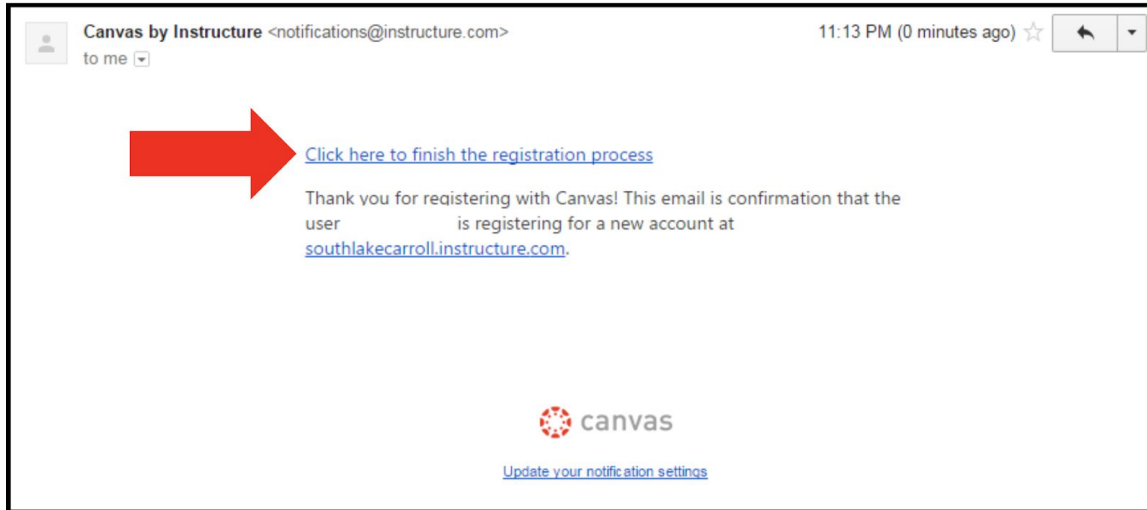 Canvas by Instructure <notifications@instructure.com>
11:13 PM (0 minutes ago)
to me
Click here to finish the registration process
Thank you for registering with Canvas! This email is confirmation that the
user is registering for a new account at
southlakecarroll.instructure.com.
canvas
Update your notification settings